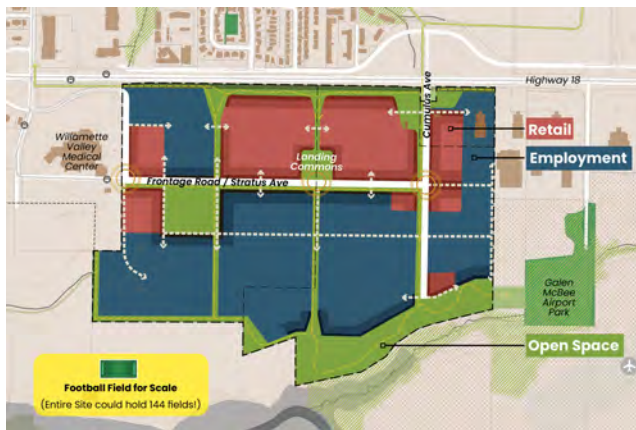 Highway 18
Cumulus Ave
Retail
Willamette
Valley
Medical
Center
Landing
Commons
Employment
Frontage Road / Stratus Ave
Galen
McBee
Airport
Park
Open Space
Football Field for Scale
(Entire Site could hold 144 fields!)